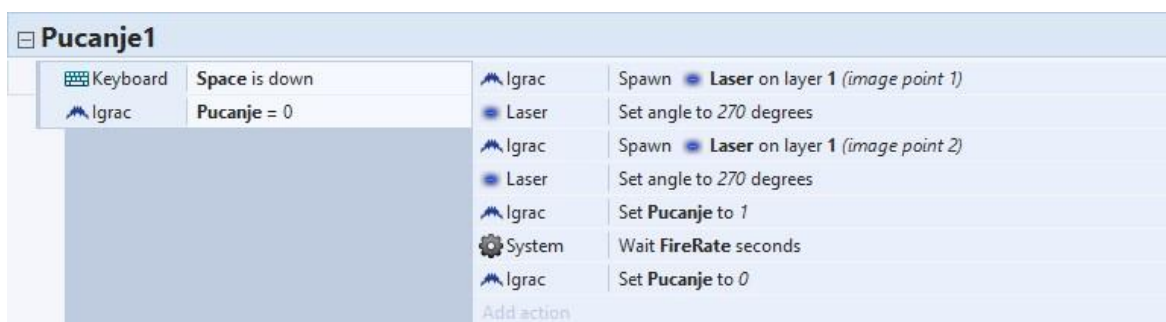 Pucanje1
Keyboard Space is down Igrac Spawn Laser on layer 1 (image point 1)
Igrac Pucanje = 0 Laser Set angle to 270 degrees
Igrac Spawn Laser on layer 1 (image point 2)
Laser Set angle to 270 degrees
Igrac Set Pucanje to 1
System Wait FireRate seconds
Igrac Set Pucanje to 0
Add action